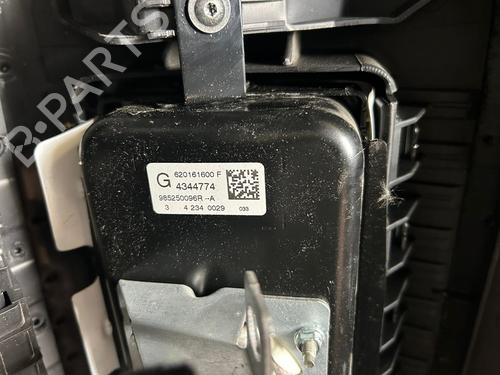 B-PARTS
G 620161600 F
4344774
985250096R -A
3 4 234 0029 033